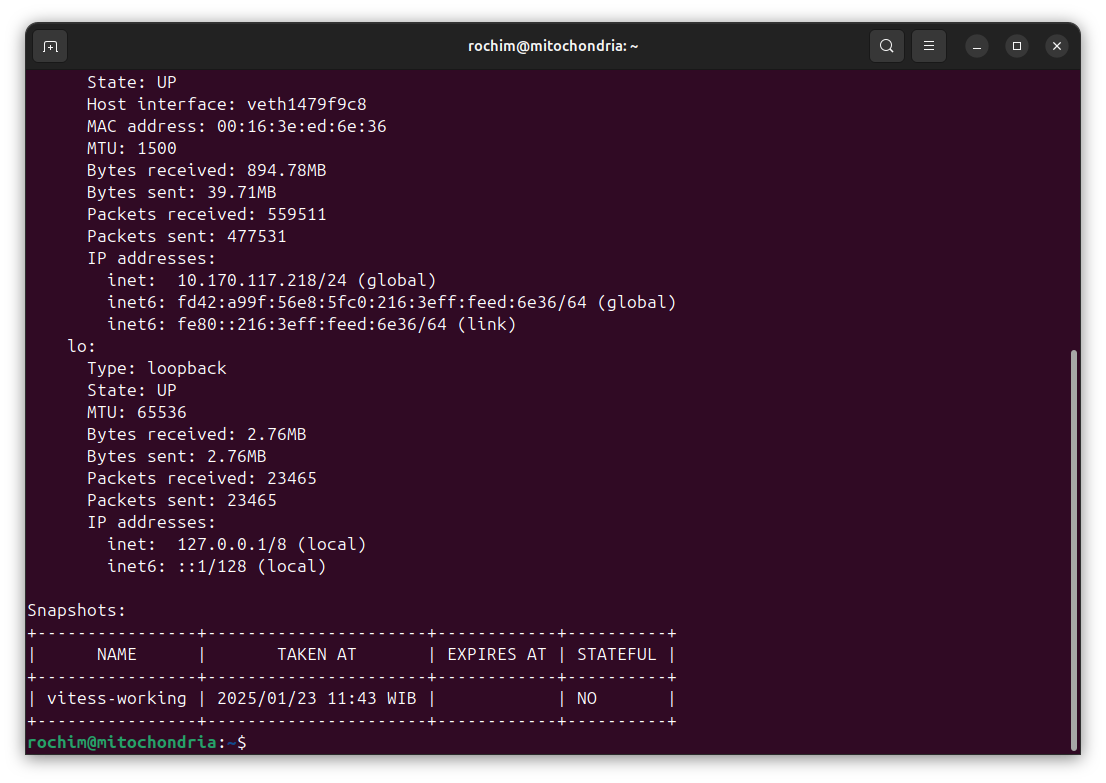 rochim@mitochondria: ~
State: UP
Host interface: veth1479f9c8
MAC address: 00:16:3e:ed:6e:36
MTU: 1500
Bytes received: 894.78MB
Bytes sent: 39.71MB
Packets received: 559511
Packets sent: 477531
IP addresses:
inet:  10.170.117.218/24 (global)
inet6: fd42:a99f:56e8:5fc0:216:3eff:feed:6e36/64 (global)
inet6: fe80::216:3eff:feed:6e36/64 (link)
lo:
Type: loopback
State: UP
MTU: 65536
Bytes received: 2.76MB
Bytes sent: 2.76MB
Packets received: 23465
Packets sent: 23465
IP addresses:
inet:  127.0.0.1/8 (local)
inet6: ::1/128 (local)
Snapshots:
+----------------+----------------------+------------+----------+
|      NAME      |       TAKEN AT       | EXPIRES AT | STATEFUL |
+----------------+----------------------+------------+----------+
| vitess-working | 2025/01/23 11:43 WIB |            | NO       |
+----------------+----------------------+------------+----------+
rochim@mitochondria:~$